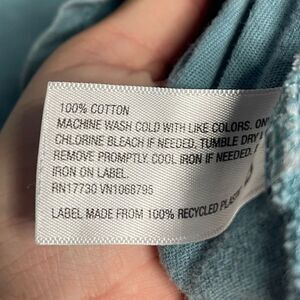 100% COTTON
MACHINE WASH COLD WITH LIKE COLORS. ON
CHLORINE BLEACH IF NEEDED, TUMBLE DRY
REMOVE PROMPTLY. COOL IRON IF NEEDED.
IRON ON LABEL.
RN17730 VN1068795
LABEL MADE FROM 100% RECYCLED